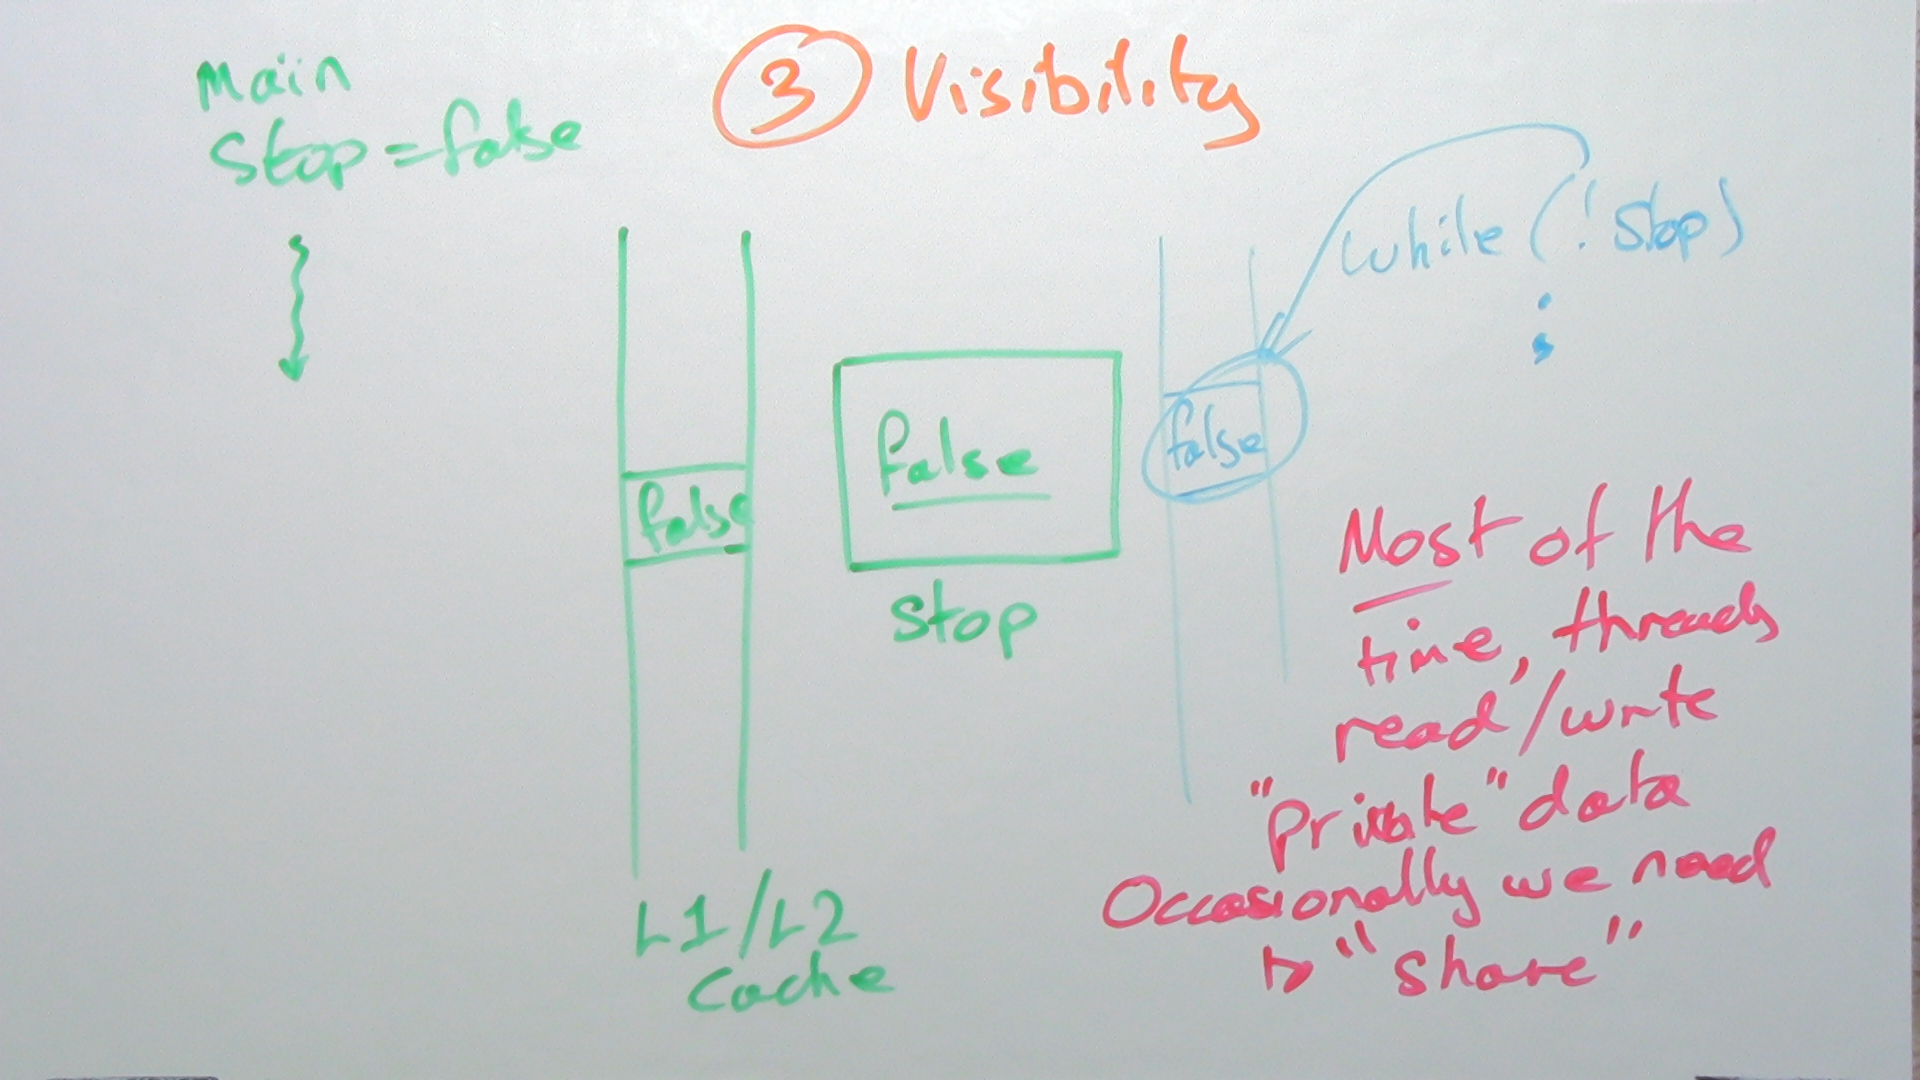 3 Visibility
Main
Stop = false
while (! Stop)
;
false
false
false
Stop
L1/L2
Cache
Most of the
time, threads
read/write
"private" data
Occasionally we need
to "share"